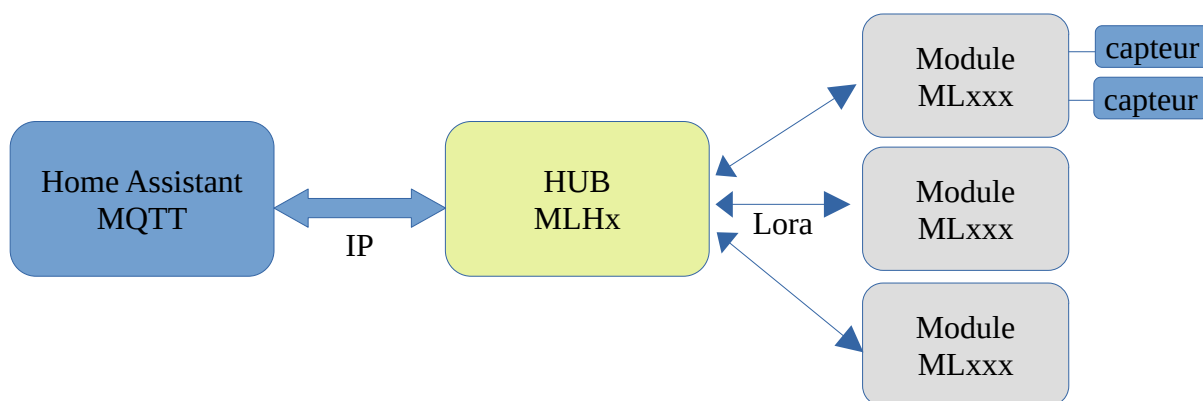 Home Assistant
MQTT
IP
HUB
MLHx
Lora
Module
MLxxx
capteur
capteur
Module
MLxxx
Module
MLxxx